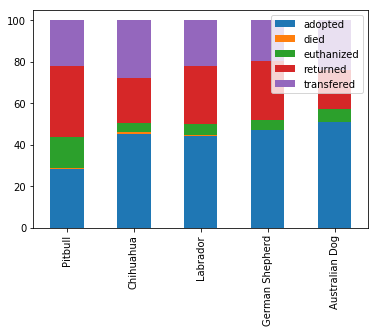 100
80
60
40
20
0
adopted
died
euthanized
returned
transfered
Pitbull
Chihuahua
Labrador
German Shepherd
Australian Dog